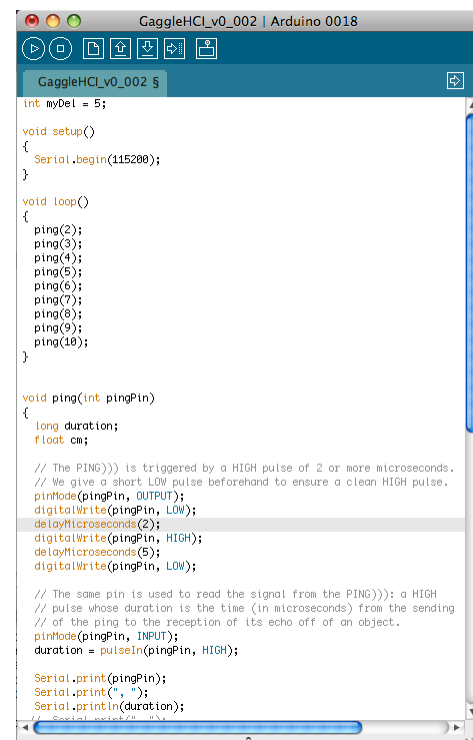 GaggleHCI_v0_002 | Arduino 0018
GaggleHCI_v0_002 §
int myDel = 5;
void setup()
{
Serial.begin(115200);
}
void loop()
{
ping(2);
ping(3);
ping(4);
ping(5);
ping(6);
ping(7);
ping(8);
ping(9);
ping(10);
}
void ping(int pingPin)
{
long duration;
float cm;
// The PING))) is triggered by a HIGH pulse of 2 or more microseconds.
// We give a short LOW pulse beforehand to ensure a clean HIGH pulse.
pinMode(pingPin, OUTPUT);
digitalWrite(pingPin, LOW);
delayMicroseconds(2);
digitalWrite(pingPin, HIGH);
delayMicroseconds(5);
digitalWrite(pingPin, LOW);
// The same pin is used to read the signal from the PING))): a HIGH
// pulse whose duration is the time (in microseconds) from the sending
// of the ping to the reception of its echo off of an object.
pinMode(pingPin, INPUT);
duration = pulseIn(pingPin, HIGH);
Serial.print(pingPin);
Serial.print(", ");
Serial.println(duration);
// Serial.print(", ");